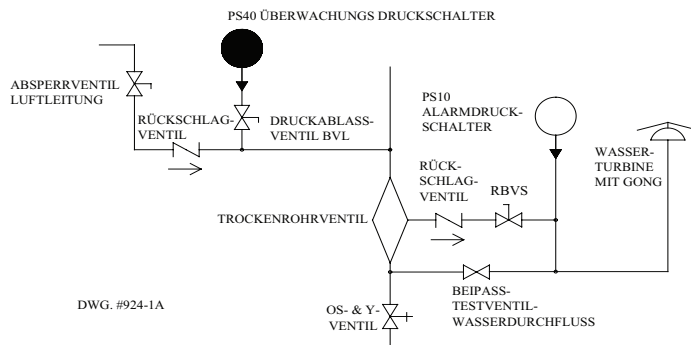 PS40 ÜBERWACHUNGS DRUCKSCHALTER
ABSPERRVENTIL
LUFTLEITUNG
RÜCKSCHLAG-
VENTIL
DRUCKABLASS-
VENTIL BVL
PS10
ALARMDRUCK-
SCHALTER
WASSER-
TURBINE
MIT GONG
RÜCK-
SCHLAG-
VENTIL
RBVS
TROCKENROHRVENTIL
BEIPASS-
TESTVENTIL-
WASSERDURCHFLUSS
OS- & Y-
VENTIL
DWG. #924-1A